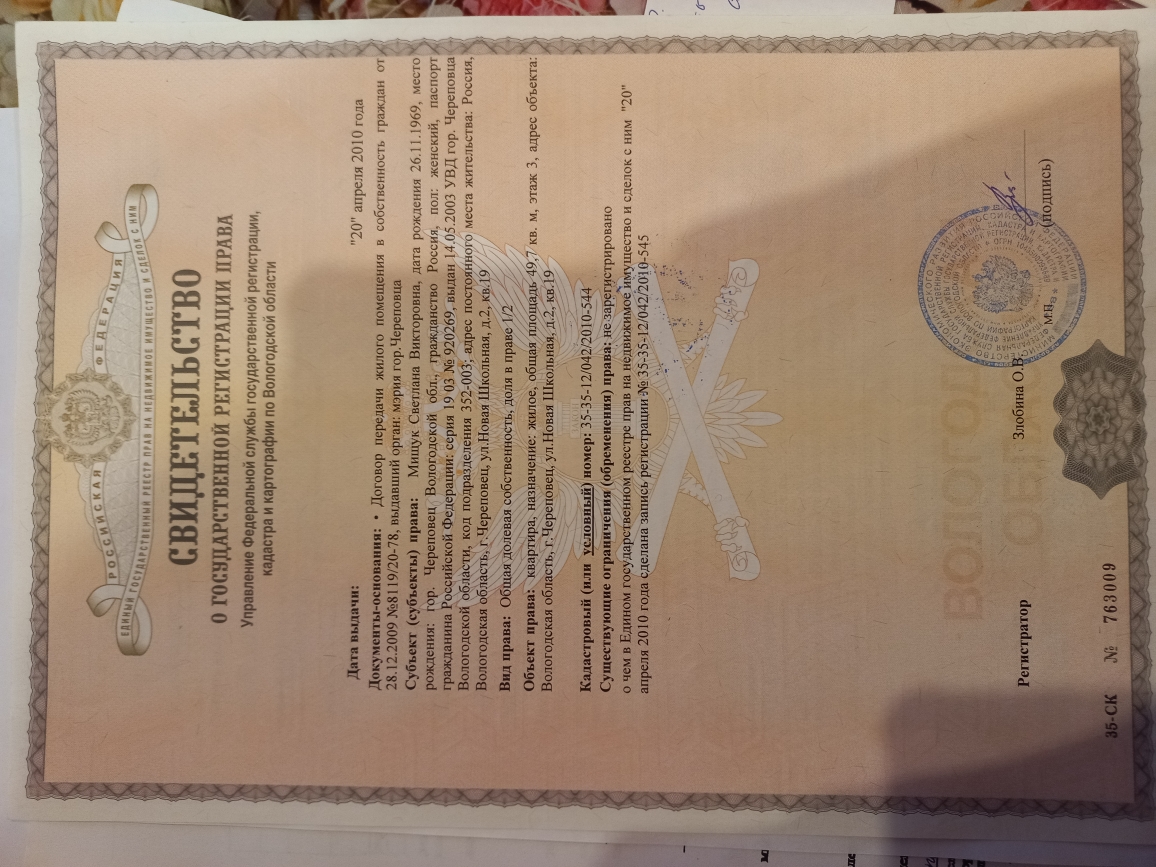 РОССИЙСКАЯ ФЕДЕРАЦИЯ
ЕДИНЫЙ ГОСУДАРСТВЕННЫЙ РЕЕСТР ПРАВ НА НЕДВИЖИМОЕ ИМУЩЕСТВО И СДЕЛОК С НИМ
СВИДЕТЕЛЬСТВО
О ГОСУДАРСТВЕННОЙ РЕГИСТРАЦИИ ПРАВА
Управление Федеральной службы государственной регистрации,
кадастра и картографии по Вологодской области
Дата выдачи: "20" апреля 2010 года
Документы-основания: • Договор передачи жилого помещения в собственность граждан от
28.12.2009 №8119/20-78, выдавший орган: мэрия гор.Череповца
Субъект (субъекты) права: Мищук Светлана Викторовна, дата рождения 26.11.1969, место
рождения: гор. Череповец Вологодской обл., гражданство Россия, пол: женский, паспорт
гражданина Российской Федерации: серия 19 03 № 920269, выдан 14.05.2003 УВД гор. Череповца
Вологодской области, код подразделения 352-003; адрес постоянного места жительства: Россия,
Вологодская область, г.Череповец, ул.Новая Школьная, д.2, кв.19
Вид права: Общая долевая собственность, доля в праве 1/2
Объект права: квартира, назначение: жилое, общая площадь 49,7 кв. м, этаж 3, адрес объекта:
Вологодская область, г.Череповец, ул.Новая Школьная, д.2, кв.19
Кадастровый (или условный) номер: 35-35-12/042/2010-544
Существующие ограничения (обременения) права: не зарегистрировано
о чем в Едином государственном реестре прав на недвижимое имущество и сделок с ним "20"
апреля 2010 года сделана запись регистрации № 35-35-12/042/2010-545
Регистратор Злобина О.В.
м.п. (подпись)
35-СК № 763009